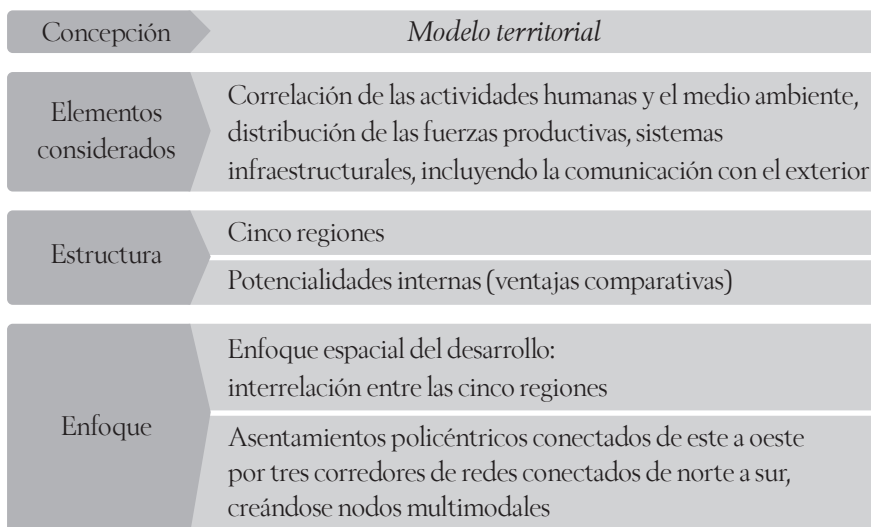 Concepción
Modelo territorial
Elementos
considerados
Correlación de las actividades humanas y el medio ambiente,
distribución de las fuerzas productivas, sistemas
infraestructurales, incluyendo la comunicación con el exterior
Estructura
Cinco regiones
Potencialidades internas (ventajas comparativas)
Enfoque
Enfoque espacial del desarrollo:
interrelación entre las cinco regiones
Asentamientos policéntricos conectados de este a oeste
por tres corredores de redes conectados de norte a sur,
creándose nodos multimodales